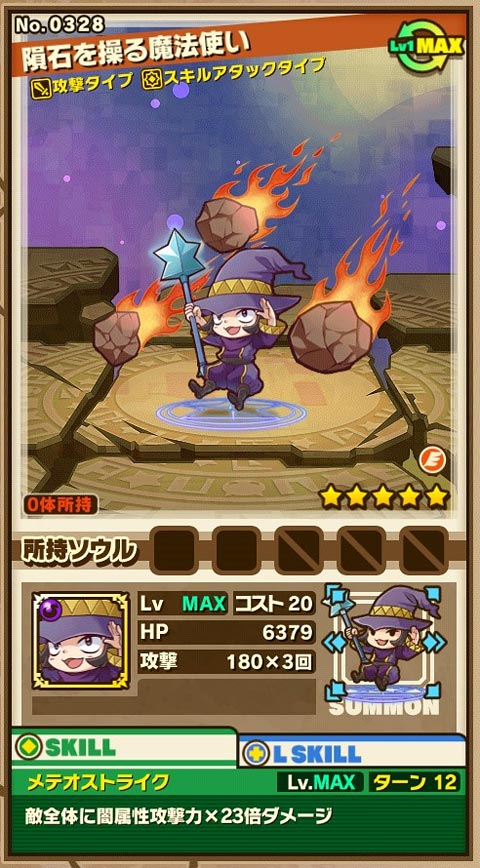 No.0328
隕石を操る魔法使い
Lv1 MAX
攻撃タイプ スキルアタックタイプ
E
0体所持
所持ソウル
Lv MAX コスト 20
HP 6379
攻撃 180×3回
SUMMON
SKILL
L SKILL
メテオストライク Lv.MAX ターン 12
敵全体に闇属性攻撃力×23倍ダメージ